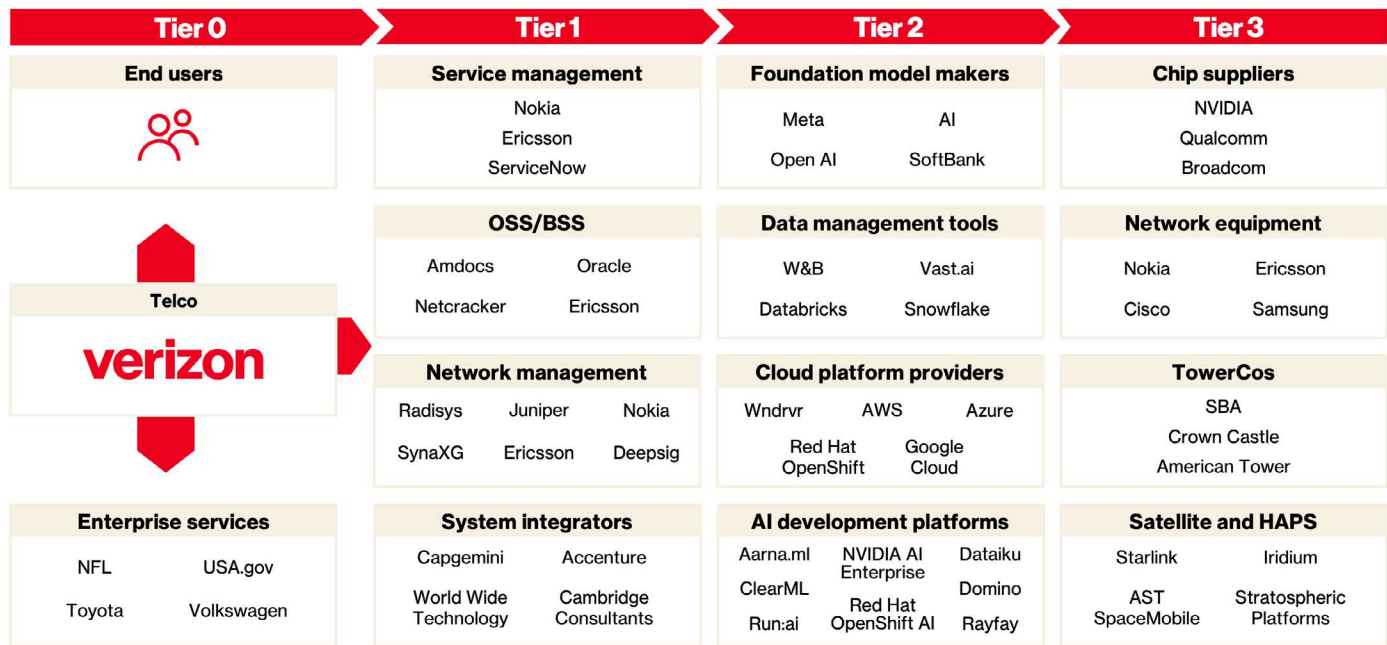 Tier 0
Tier 1
Tier 2
Tier 3
End users
Telco
verizon
Enterprise services
NFL USA.gov
Toyota Volkswagen
Service management
Nokia
Ericsson
ServiceNow
OSS/BSS
Amdocs Oracle
Netcracker Ericsson
Network management
Radisys Juniper Nokia
SynaXG Ericsson Deepsig
System integrators
Capgemini Accenture
World Wide Technology Cambridge Consultants
Foundation model makers
Meta AI
Open AI SoftBank
Data management tools
W&B Vast.ai
Databricks Snowflake
Cloud platform providers
Wndrvr AWS Azure
Red Hat OpenShift Google Cloud
AI development platforms
Aarna.ml NVIDIA AI Enterprise Dataiku
ClearML Red Hat OpenShift AI Domino
Run:ai Rayfay
Chip suppliers
NVIDIA
Qualcomm
Broadcom
Network equipment
Nokia Ericsson
Cisco Samsung
TowerCos
SBA
Crown Castle
American Tower
Satellite and HAPS
Starlink Iridium
AST SpaceMobile Stratospheric Platforms